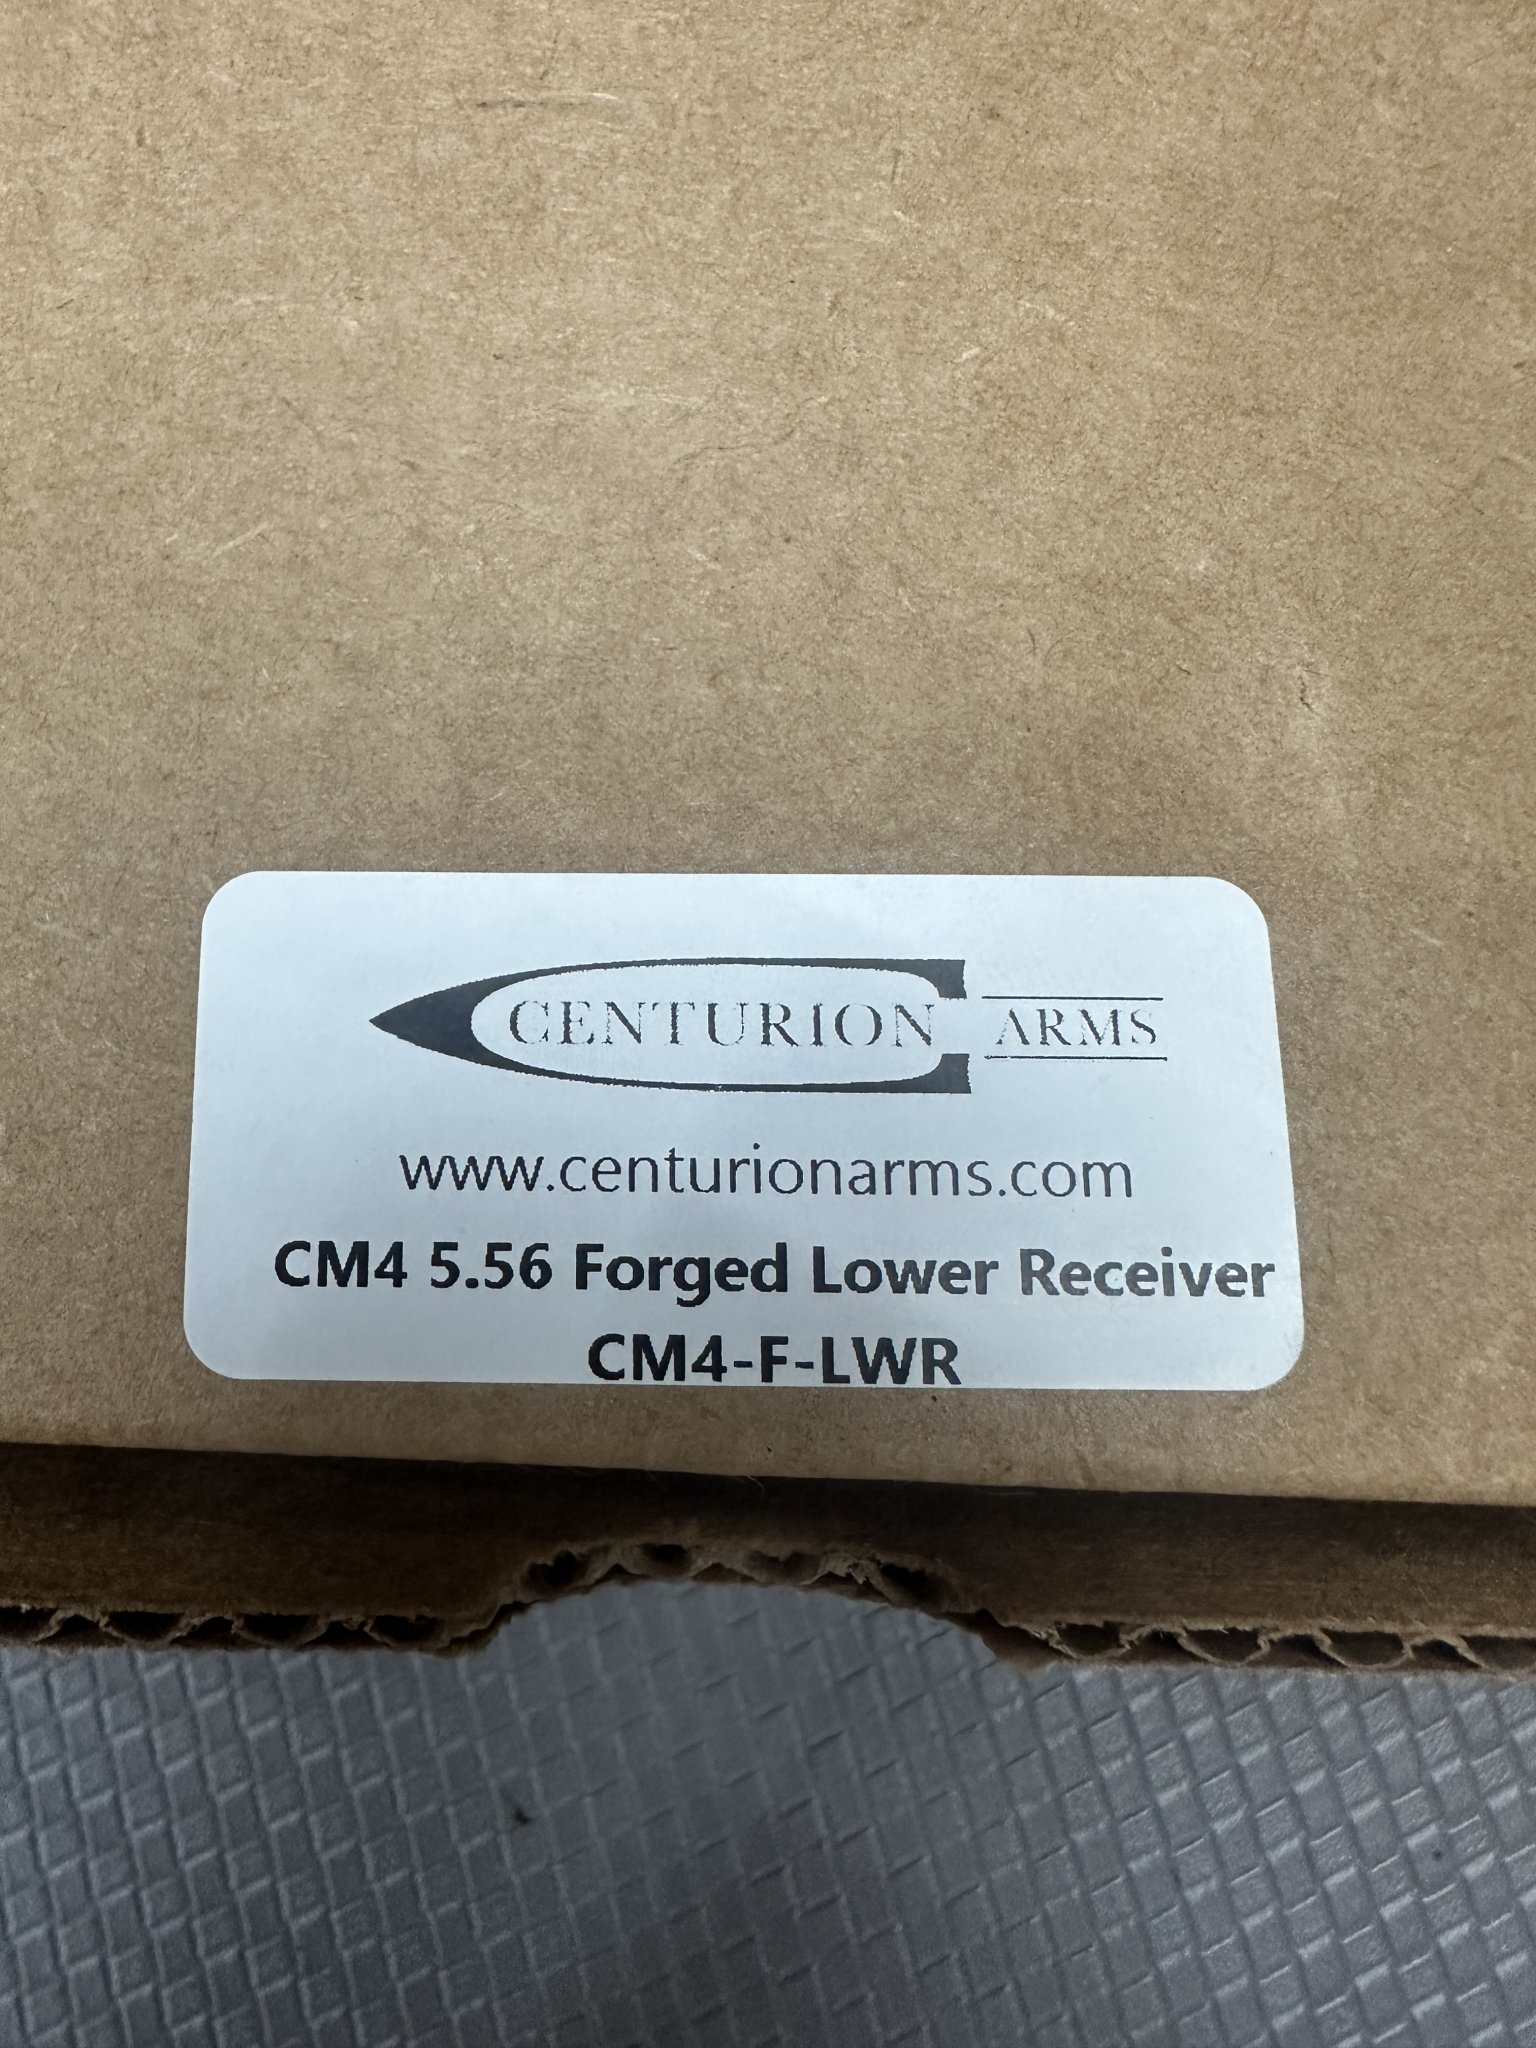 CENTURION ARMS
www.centurionarms.com
CM4 5.56 Forged Lower Receiver
CM4-F-LWR